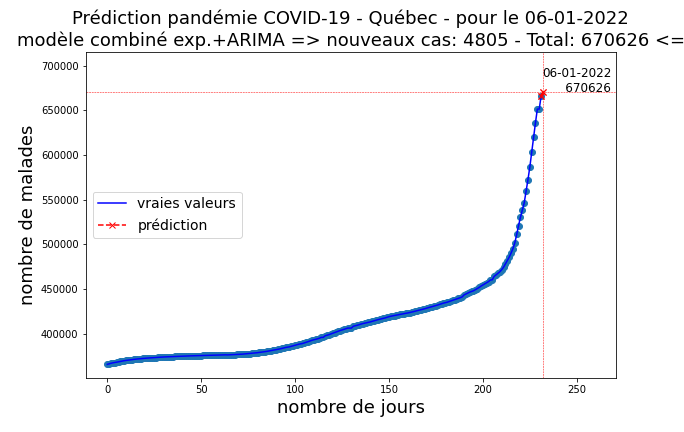 Prédiction pandémie COVID-19 - Québec - pour le 06-01-2022
modèle combiné exp.+ARIMA => nouveaux cas: 4805 - Total: 670626 <=
700000
650000
600000
550000
500000
450000
400000
nombre de malades
06-01-2022
670626
vraies valeurs
prédiction
0 50 100 150 200 250
nombre de jours